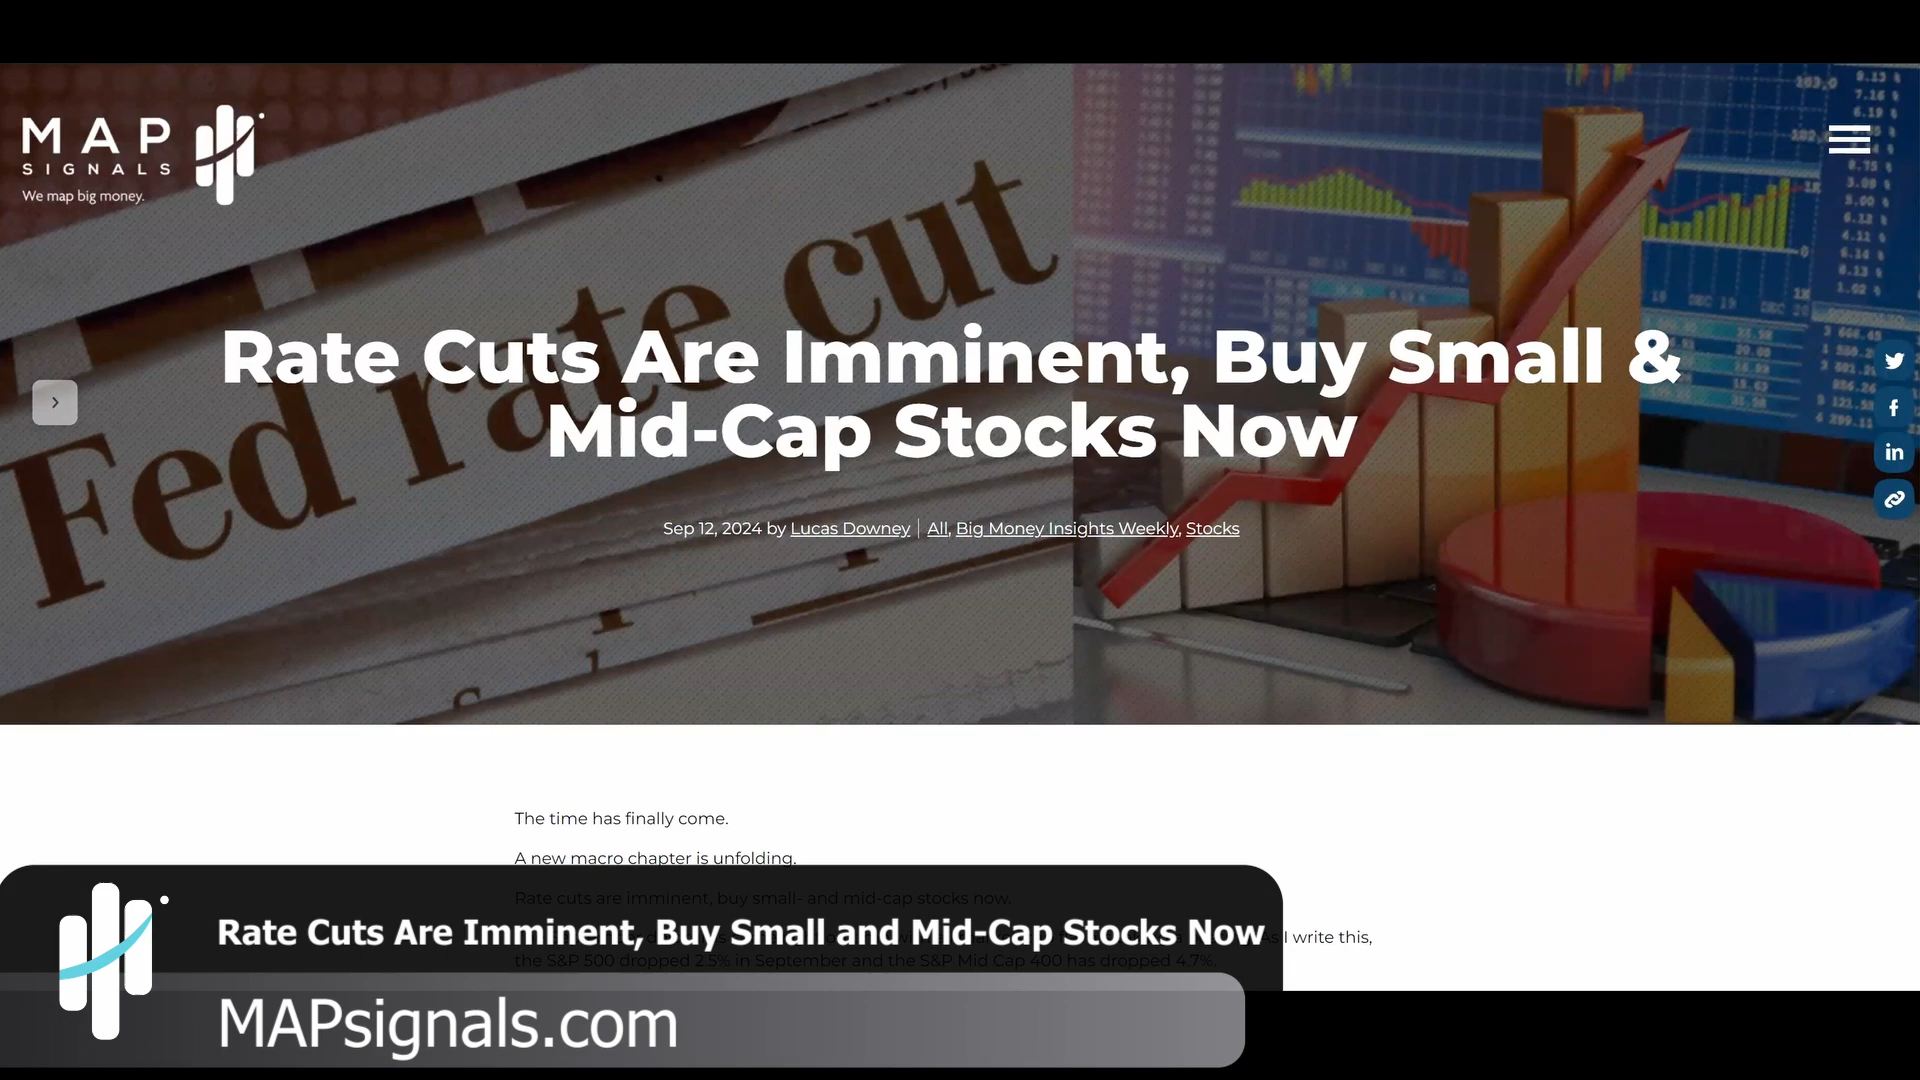 MAP
SIGNALS
We map big money.
Fed rate cut
Rate Cuts Are Imminent, Buy Small &
Mid-Cap Stocks Now
Sep 12, 2024 by Lucas Downey | All, Big Money Insights Weekly, Stocks
The time has finally come.
A new macro chapter is unfolding.
Rate cuts are imminent, buy small- and mid-cap stocks now.
As I write this,
the S&P 500 dropped 2.5% in September and the S&P Mid Cap 400 has dropped 4.7%.
Rate Cuts Are Imminent, Buy Small and Mid-Cap Stocks Now
MAPsignals.com